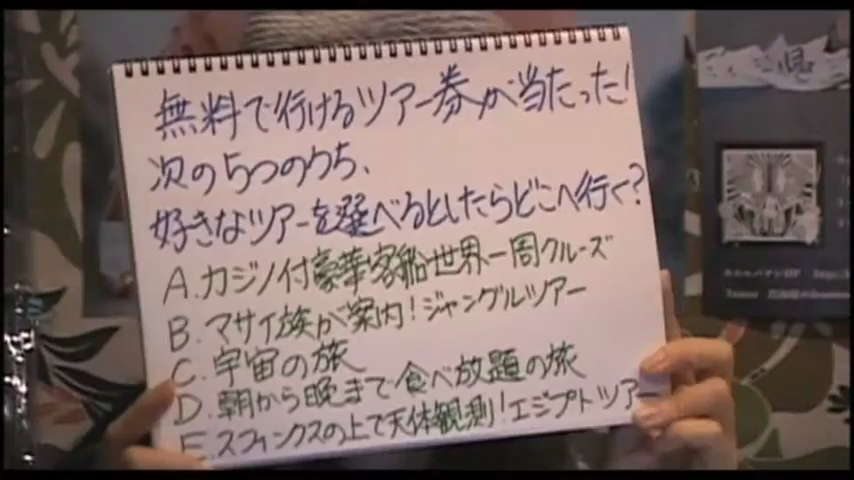 無料で行けるツアー券が当たった!
次の5つのうち、
好きなツアーを選べるとしたらどこへ行く?
A.カジノ付豪華客船世界一周クルーズ
B.マサイ族が案内!ジャングルツアー
C.宇宙の旅
D.朝から晩まで食べ放題の旅
E.スフィンクスの上で天体観測!エジプトツアー